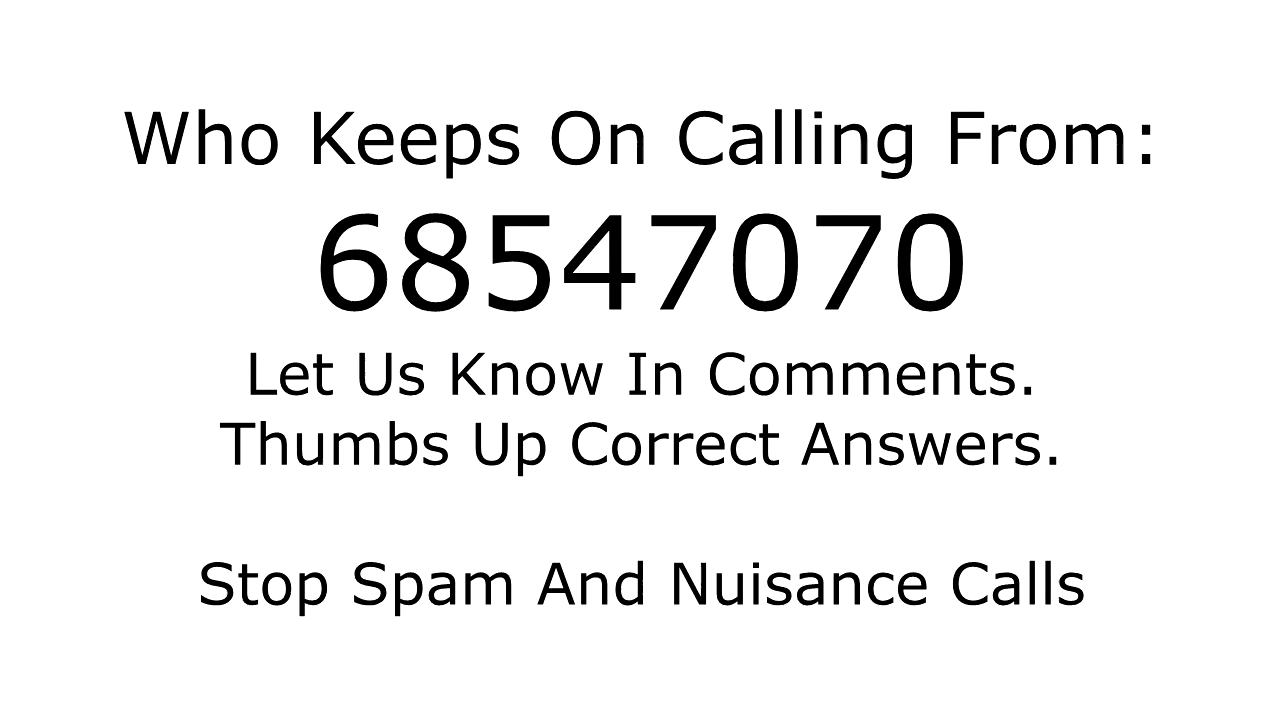 Who Keeps On Calling From:
68547070
Let Us Know In Comments.
Thumbs Up Correct Answers.
Stop Spam And Nuisance Calls